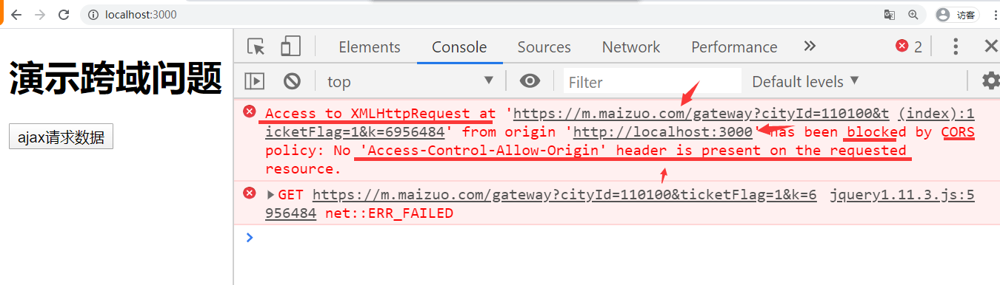 localhost:3000
访客
演示跨域问题
ajax请求数据
Elements Console Sources Network Performance 2
top Filter Default levels
Access to XMLHttpRequest at 'https://m.maizuo.com/gateway?cityId=110100&t (index):1
icketFlag=1&k=6956484' from origin 'http://localhost:3000' has been blocked by CORS
policy: No 'Access-Control-Allow-Origin' header is present on the requested
resource.
GET https://m.maizuo.com/gateway?cityId=110100&ticketFlag=1&k=6 jquery1.11.3.js:5
956484 net::ERR_FAILED